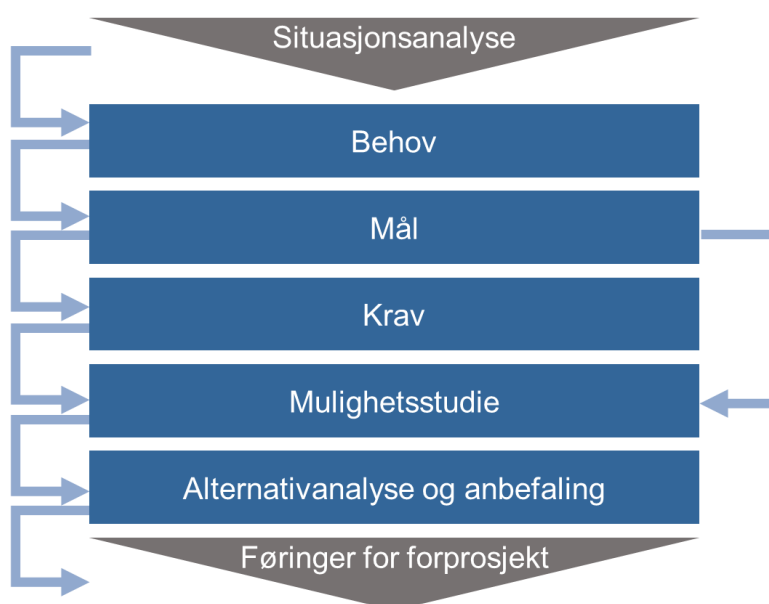 Situasjonsanalyse
Behov
Mål
Krav
Mulighetsstudie
Alternativanalyse og anbefaling
Føringer for forprosjekt